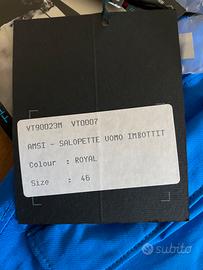 VT90023M VT0007
AMSI - SALOPETTE UOMO IMBOTTIT
Colour : ROYAL
Size : 46
subito